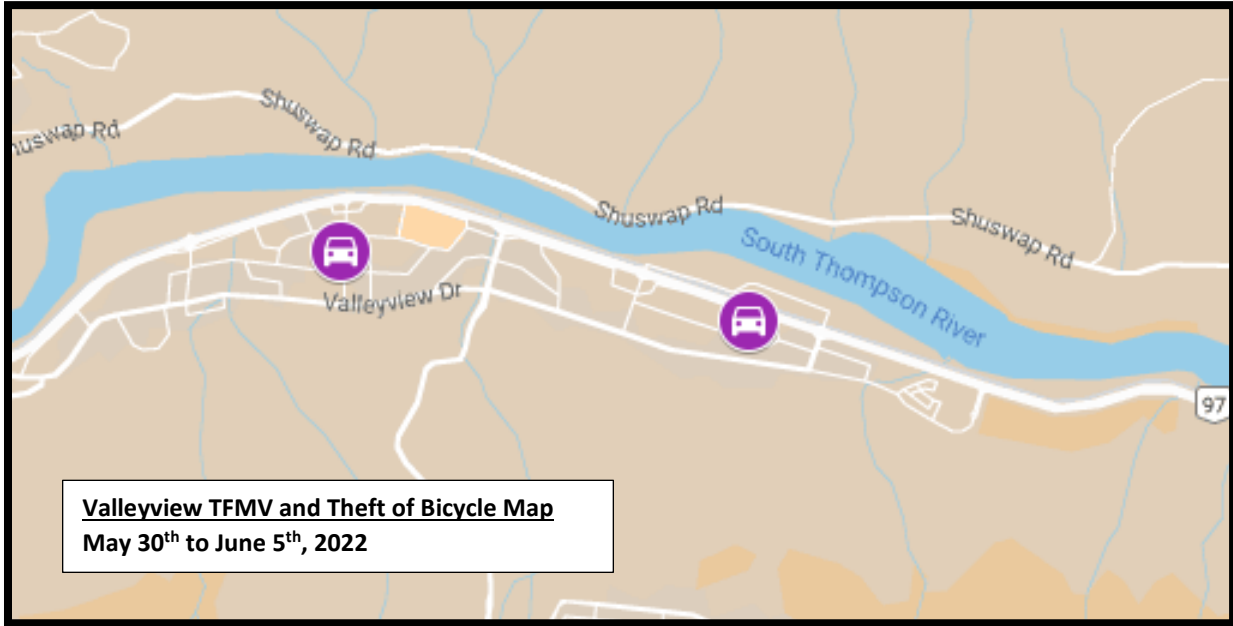 Shuswap Rd
huswap Rd
Shuswap Rd
Shuswap Rd
South Thompson River
Valleyview Dr
97
Valleyview TFMV and Theft of Bicycle Map
May 30th to June 5th, 2022